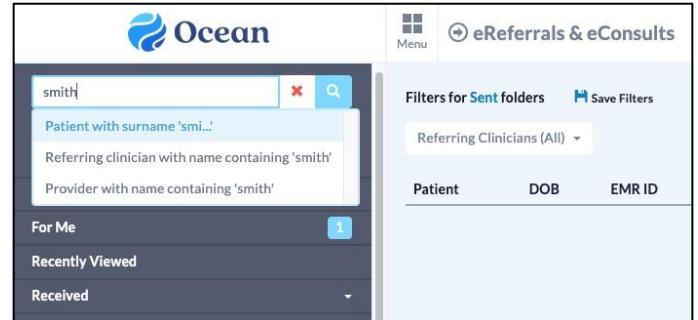 Ocean
smith
Patient with surname 'smi...'
Referring clinician with name containing 'smith'
Provider with name containing 'smith'
For Me 1
Recently Viewed
Received
Menu
eReferrals & eConsults
Filters for Sent folders Save Filters
Referring Clinicians (All)
Patient DOB EMR ID